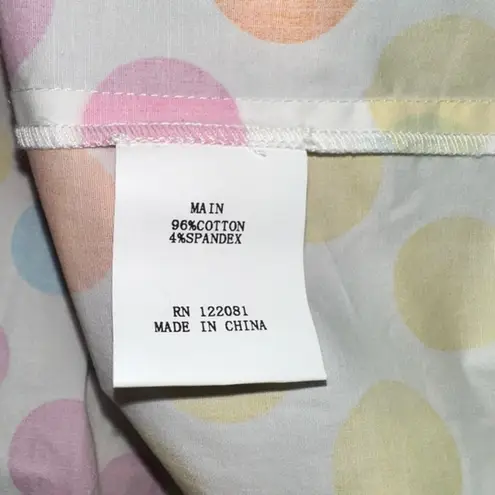 MAIN
96%COTTON
4%SPANDEX
RN 122081
MADE IN CHINA